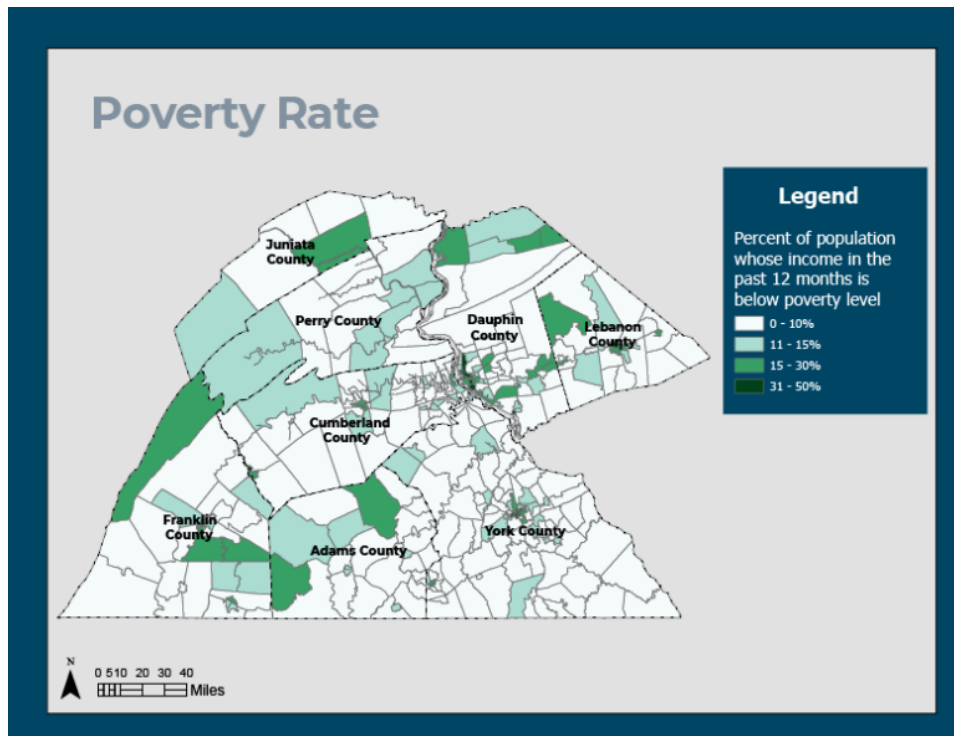 Poverty Rate
Legend
Percent of population
whose income in the
past 12 months is
below poverty level
0 - 10%
11 - 15%
15 - 30%
31 - 50%
Juniata
County
Perry County
Dauphin
County
Lebanon
County
Cumberland
County
Franklin
County
Adams County
York County
N
0 5 10 20 30 40
Miles